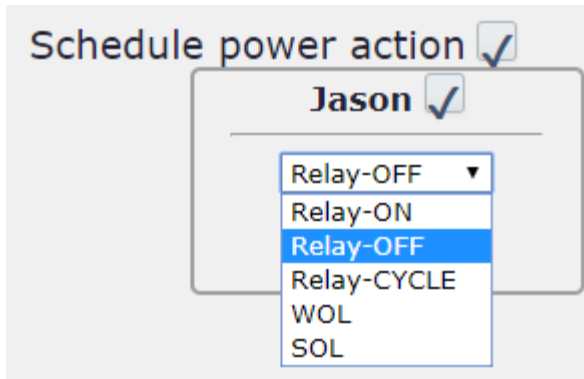 Schedule power action
Jason
Relay-OFF
Relay-ON
Relay-OFF
Relay-CYCLE
WOL
SOL